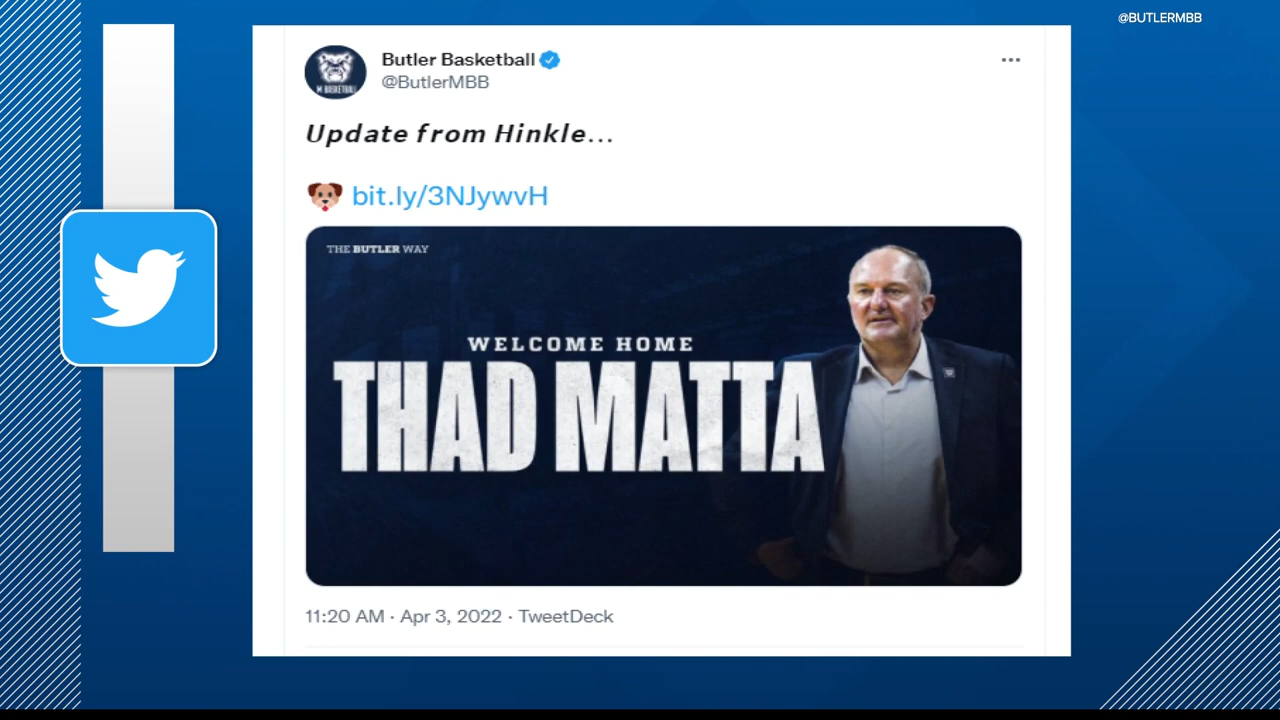 @BUTLERMBB
Butler Basketball
@ButlerMBB
M BASKETBALL
Update from Hinkle...
bit.ly/3NJywvH
THE BUTLER WAY
WELCOME HOME
THAD MATTA
11:20 AM · Apr 3, 2022 · TweetDeck